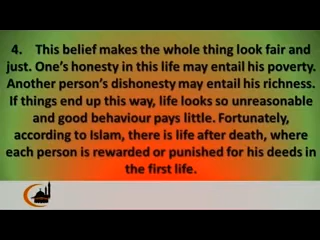 4. This belief makes the whole thing look fair and
just. One's honesty in this life may entail his poverty.
Another person's dishonesty may entail his richness.
If things end up this way, life looks so unreasonable
and good behaviour pays little. Fortunately,
according to Islam, there is life after death, where
each person is rewarded or punished for his deeds in
the first life.